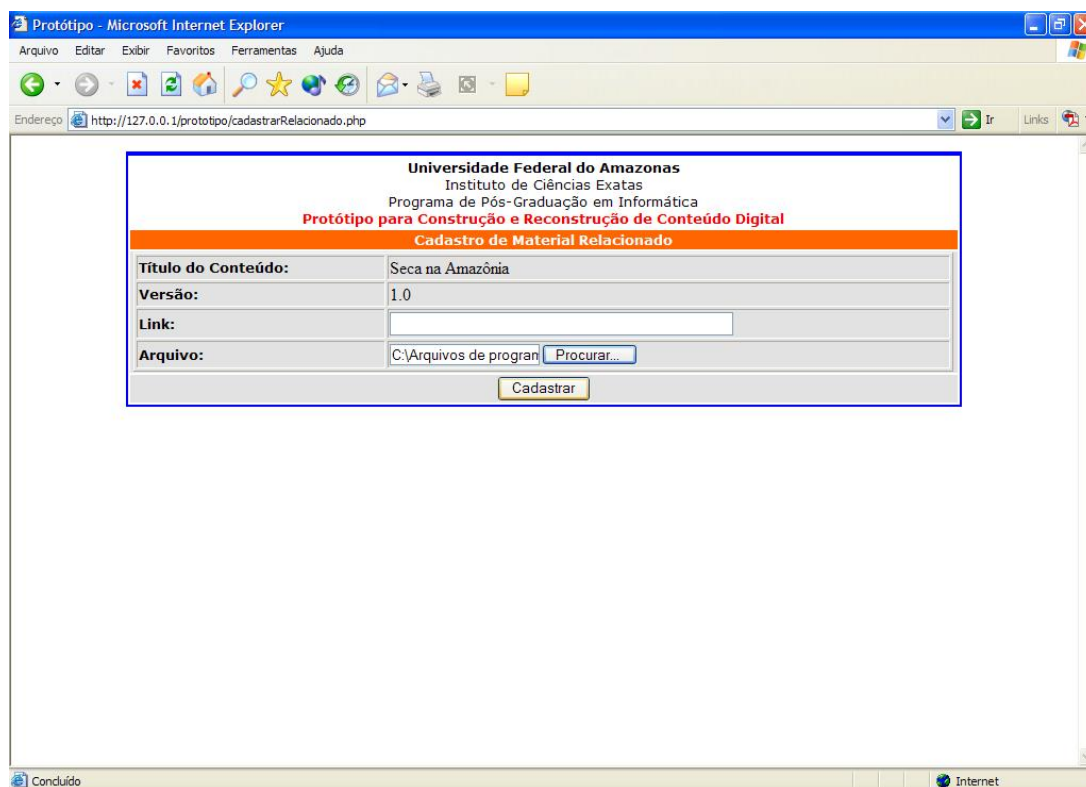 Protótipo - Microsoft Internet Explorer
Arquivo Editar Exibir Favoritos Ferramentas Ajuda
Endereço http://127.0.0.1/prototipo/cadastrarRelacionado.php Ir Links
Universidade Federal do Amazonas
Instituto de Ciências Exatas
Programa de Pós-Graduação em Informática
Protótipo para Construção e Reconstrução de Conteúdo Digital
Cadastro de Material Relacionado
Título do Conteúdo: Seca na Amazônia
Versão: 1.0
Link:
Arquivo: C:\Arquivos de progran Procurar...
Cadastrar
Concluído Internet